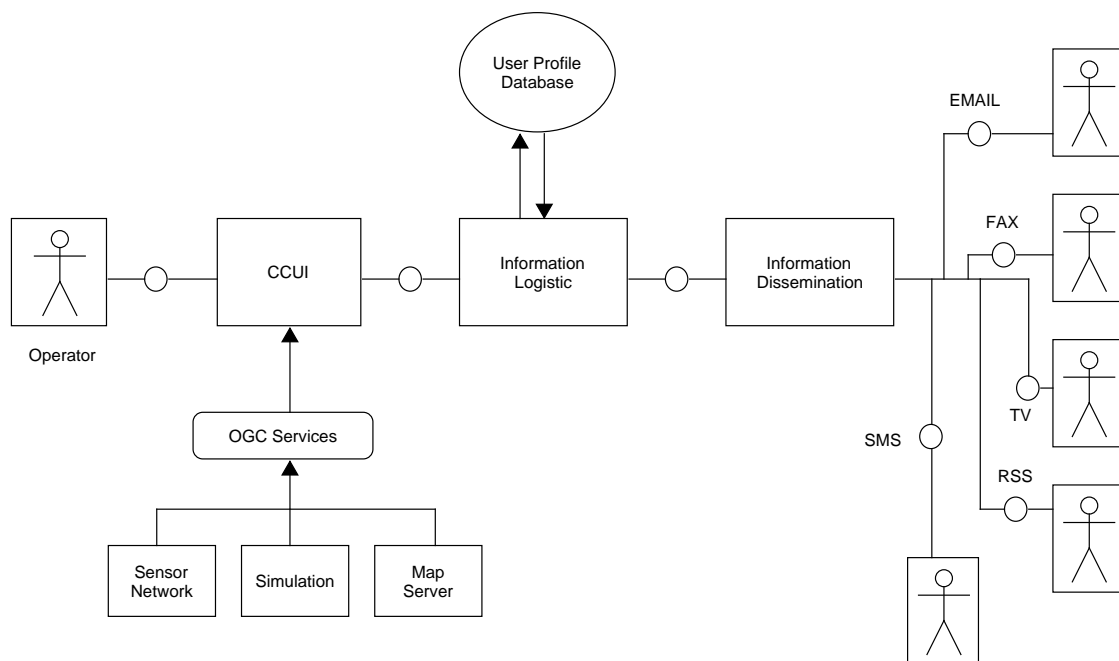 User Profile
Database
EMAIL
FAX
CCUI
Information
Logistic
Information
Dissemination
Operator
OGC Services
SMS
TV
RSS
Sensor
Network
Simulation
Map
Server